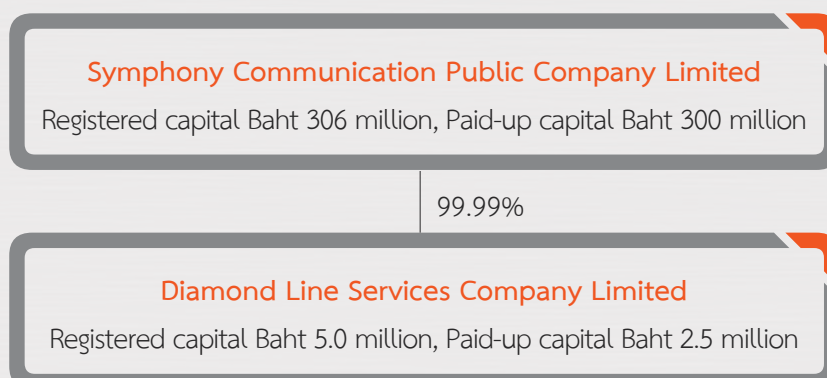 Symphony Communication Public Company Limited
Registered capital Baht 306 million, Paid-up capital Baht 300 million
99.99%
Diamond Line Services Company Limited
Registered capital Baht 5.0 million, Paid-up capital Baht 2.5 million